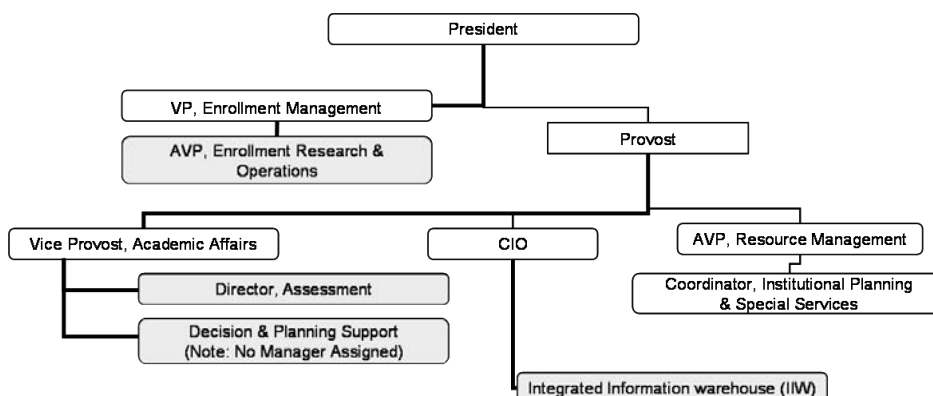 President
VP, Enrollment Management
AVP, Enrollment Research &
Operations
Provost
Vice Provost, Academic Affairs
CIO
AVP, Resource Management
Director, Assessment
Coordinator, Institutional Planning
& Special Services
Decision & Planning Support
(Note: No Manager Assigned)
Integrated Information warehouse (IIW)